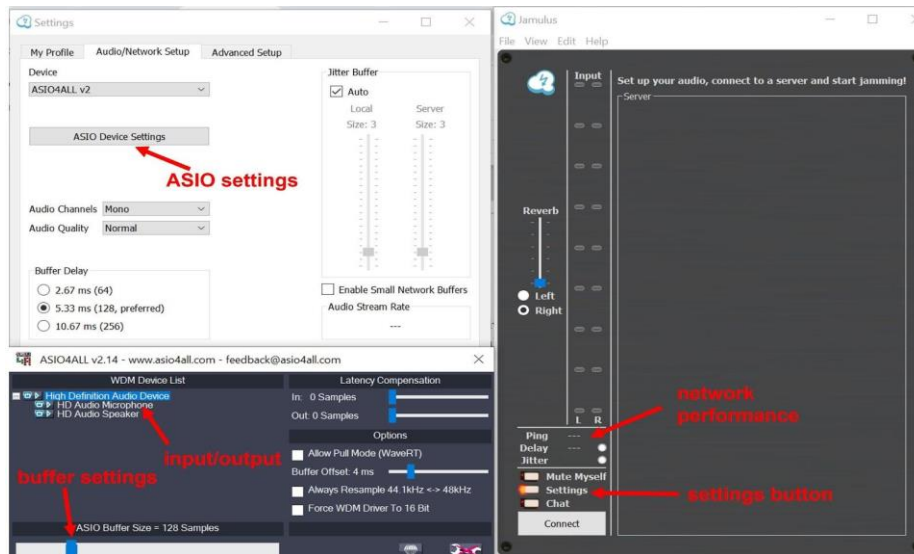 Settings
My Profile
Audio/Network Setup
Advanced Setup
Device
ASIO4ALL v2
ASIO Device Settings
ASIO settings
Audio Channels Mono
Audio Quality Normal
Buffer Delay
2.67 ms (64)
5.33 ms (128, preferred)
10.67 ms (256)
Jitter Buffer
Auto
Local Server
Size: 3 Size: 3
Enable Small Network Buffers
Audio Stream Rate
---
ASIO4ALL v2.14 - www.asio4all.com - feedback@asio4all.com
WDM Device List
High Definition Audio Device
HD Audio Microphone
HD Audio Speaker
input/output
buffer settings
ASIO Buffer Size = 128 Samples
Latency Compensation
In: 0 Samples
Out: 0 Samples
Options
Allow Pull Mode (WaveRT)
Buffer Offset: 4 ms
Always Resample 44.1kHz <-> 48kHz
Force WDM Driver To 16 Bit
Jamulus
File View Edit Help
Input
Set up your audio, connect to a server and start jamming!
Server
Reverb
Left
Right
L R
network
performance
Ping ---
Delay ---
Jitter
Mute Myself
Settings
settings button
Chat
Connect